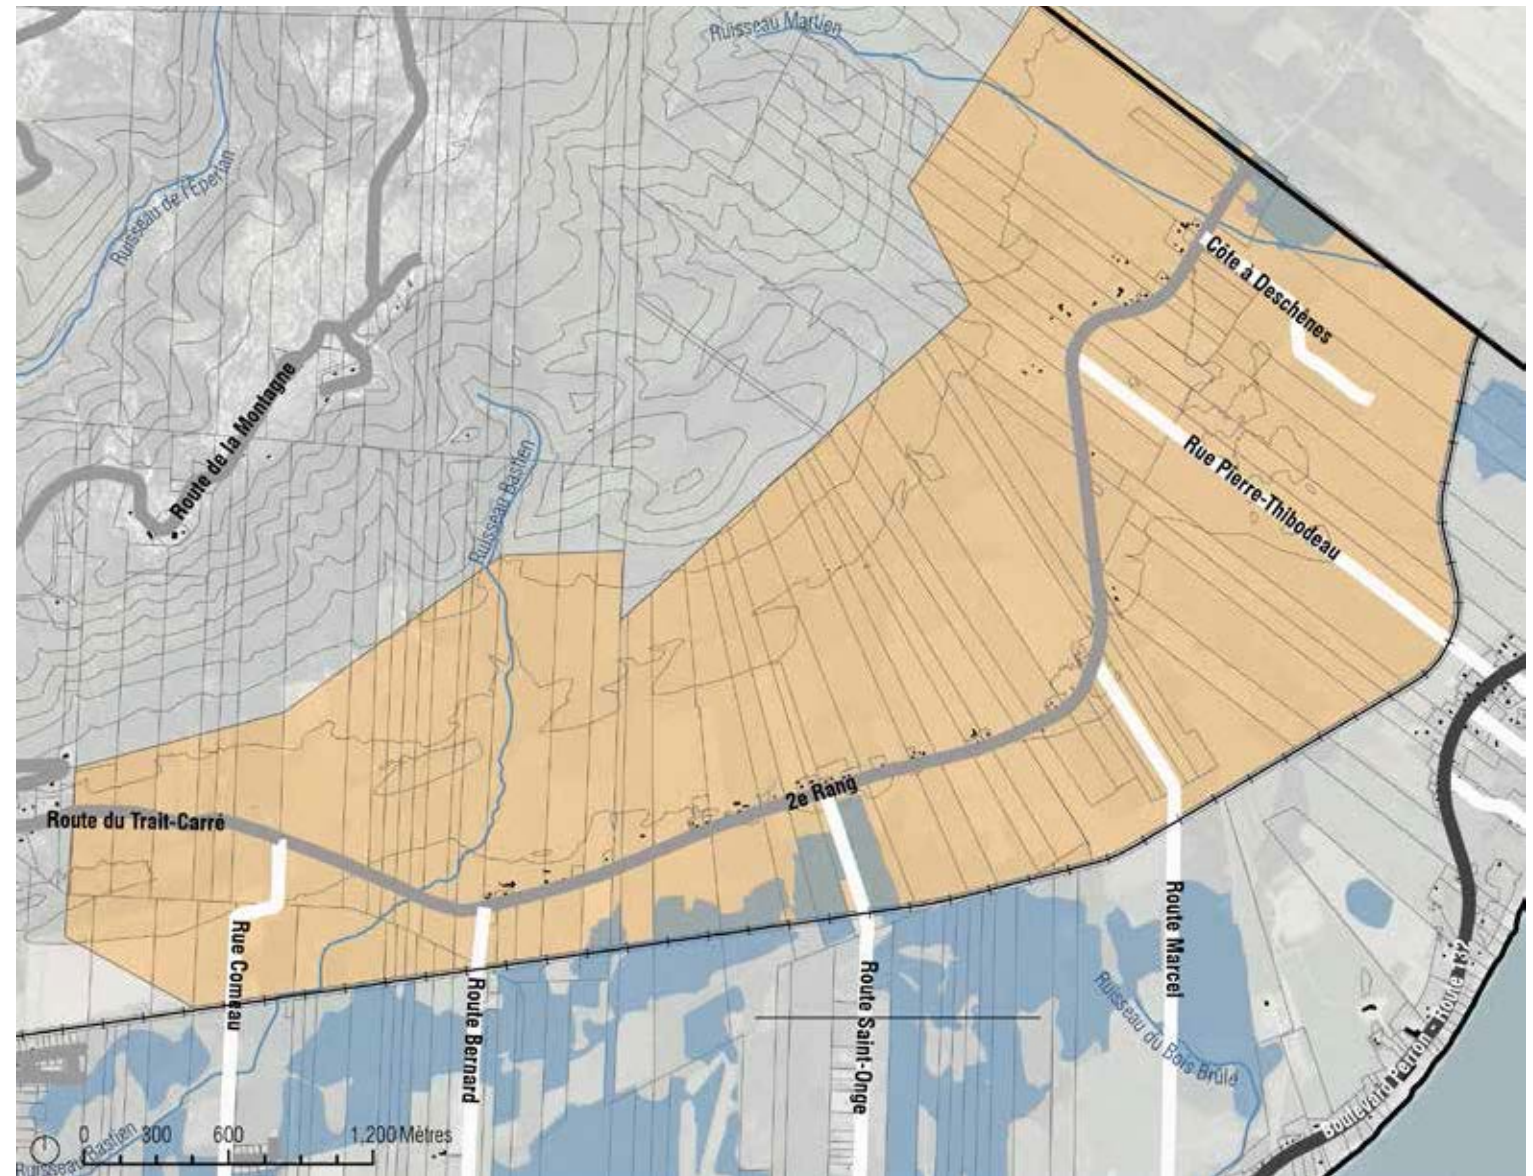 Ruisseau Martien
Ruisseau de l'Éperlan
Côte à Deschênes
Route de la Montagne
Ruisseau Bastien
Rue Pierre-Thibodeau
2e Rang
Route du Trait-Carré
Rue Comeau
Route Bernard
Route Saint-Onge
Route Marcel
Ruisseau du Bois Brûlé
Boulevard Perron - Route 132
0 300 600 1,200 Mètres
Ruisseau Bastien